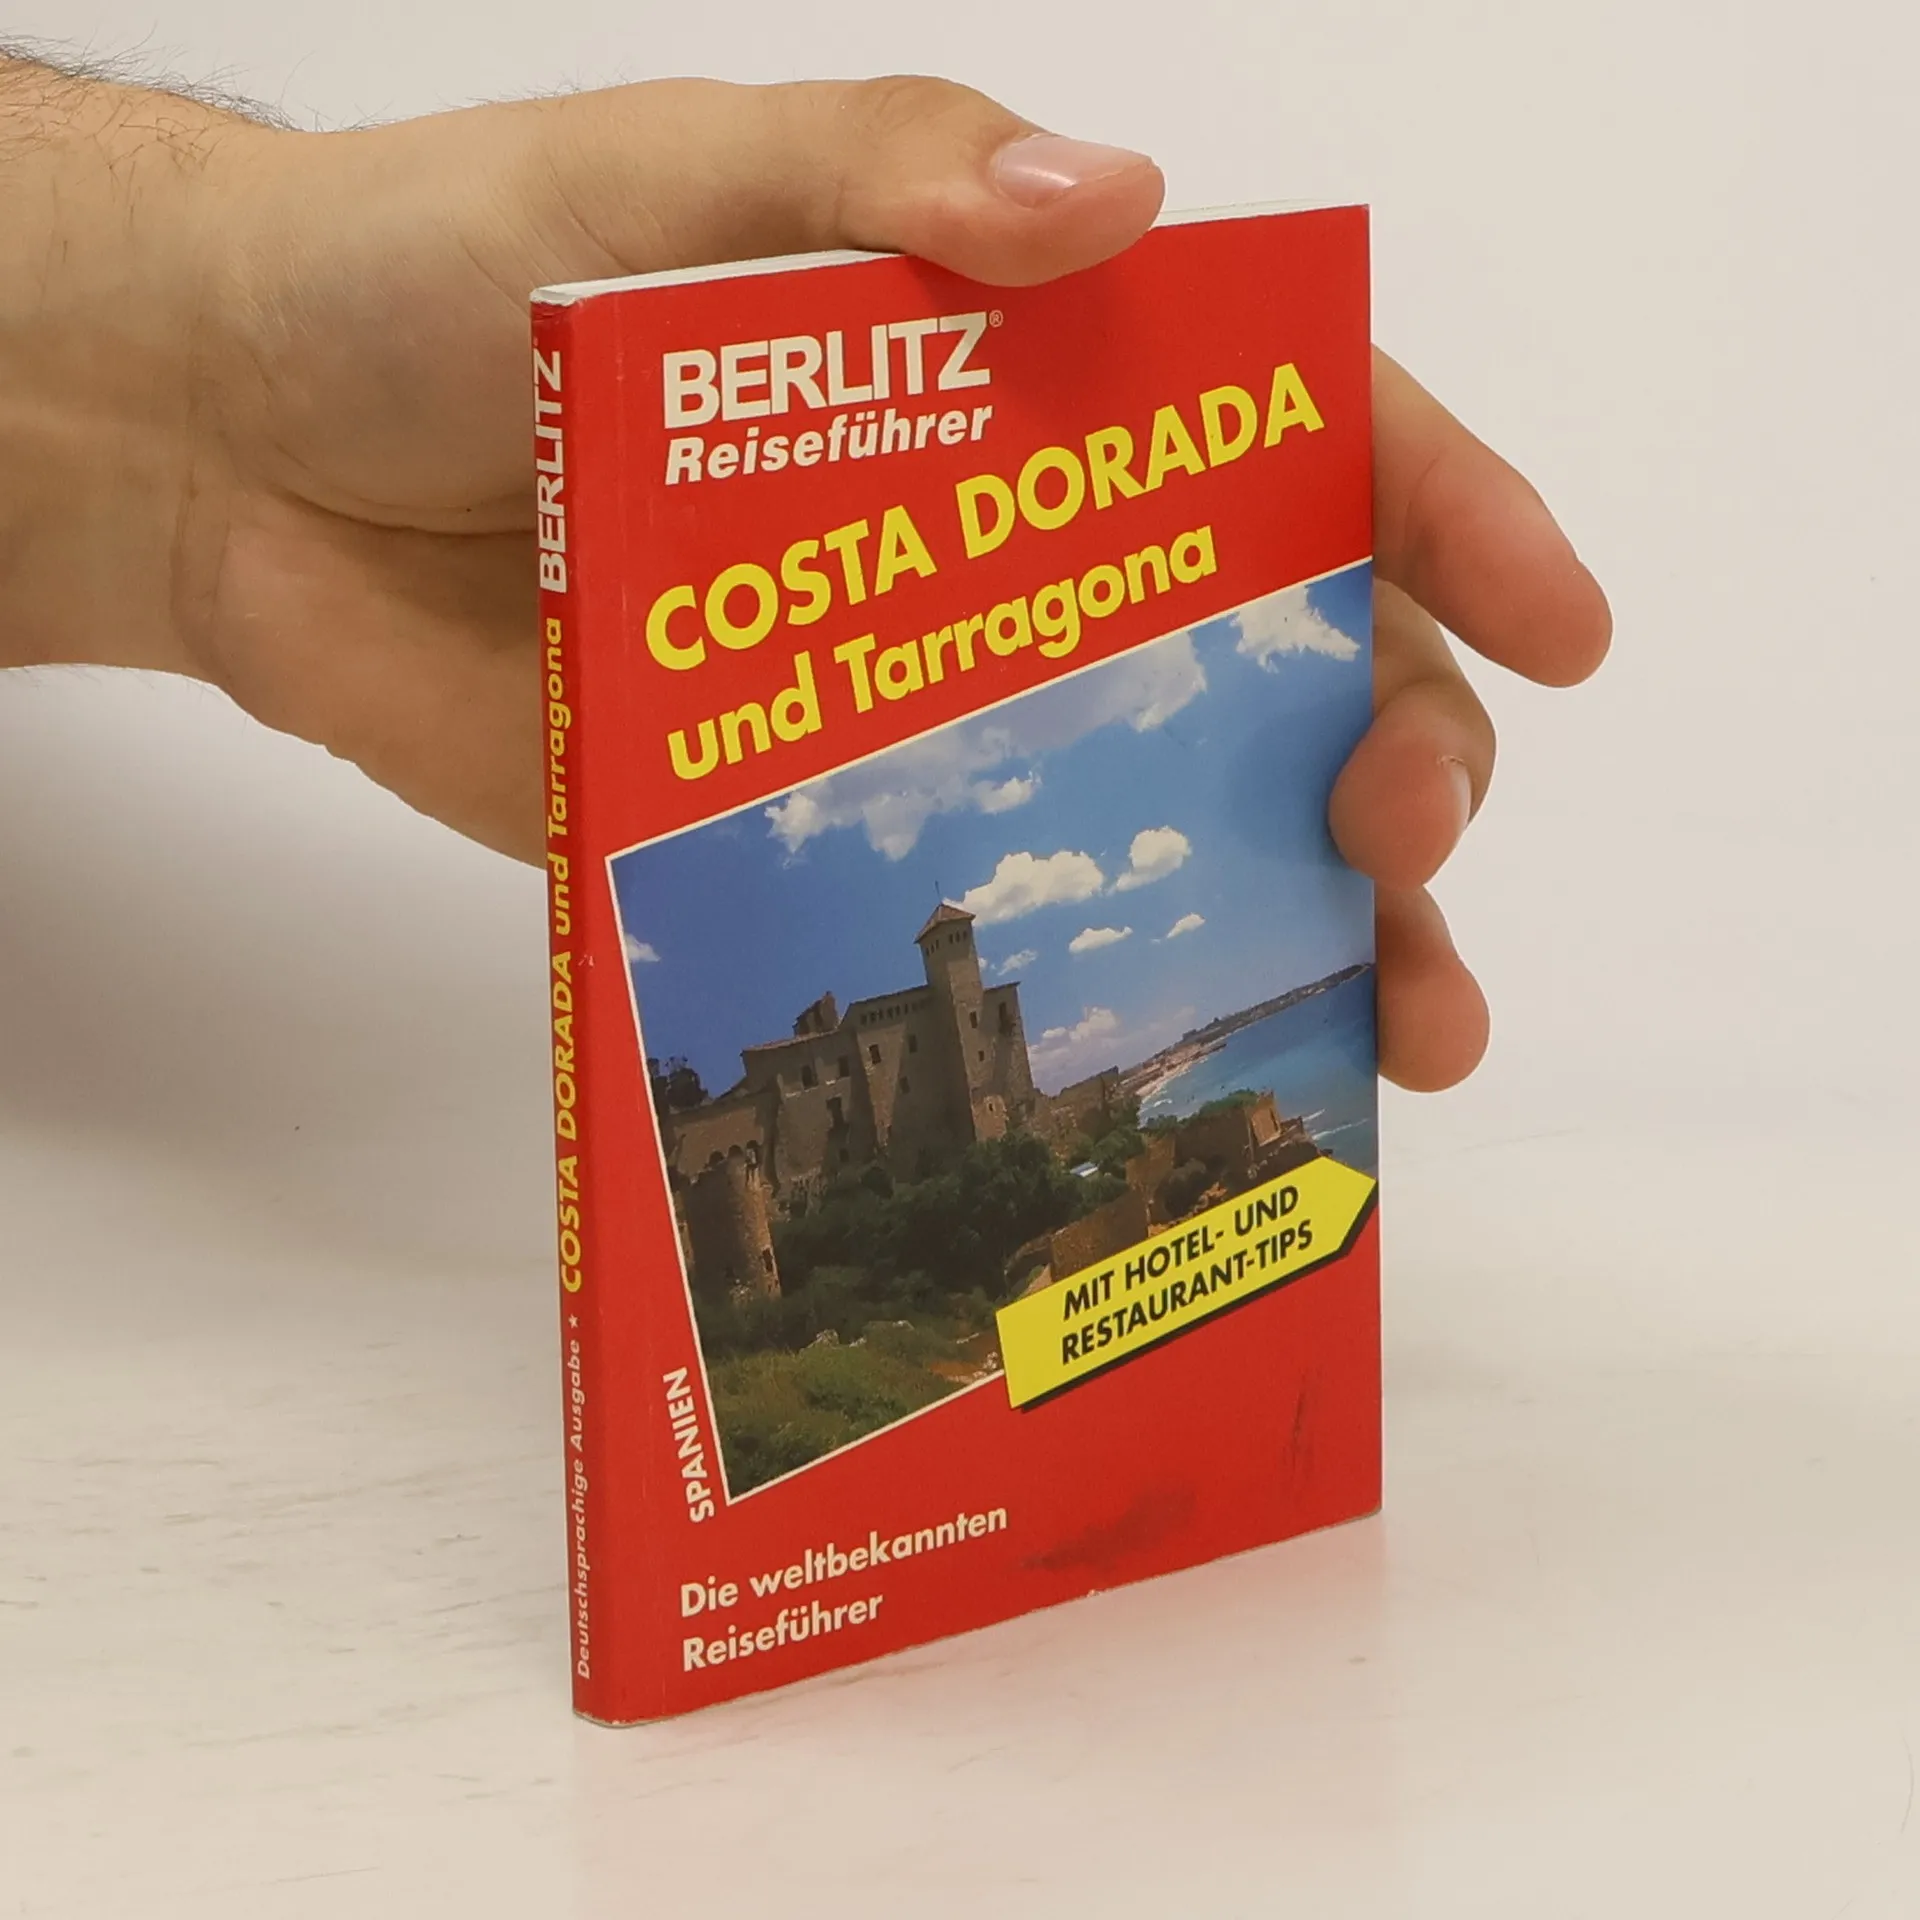 BERLITZ®
Reiseführer
COSTA DORADA
und Tarragona
MIT HOTEL- UND
RESTAURANT-TIPS
SPANIEN
Die weltbekannten
Reiseführer
Deutschsprachige Ausgabe ★ COSTA DORADA und Tarragona BERLITZ®